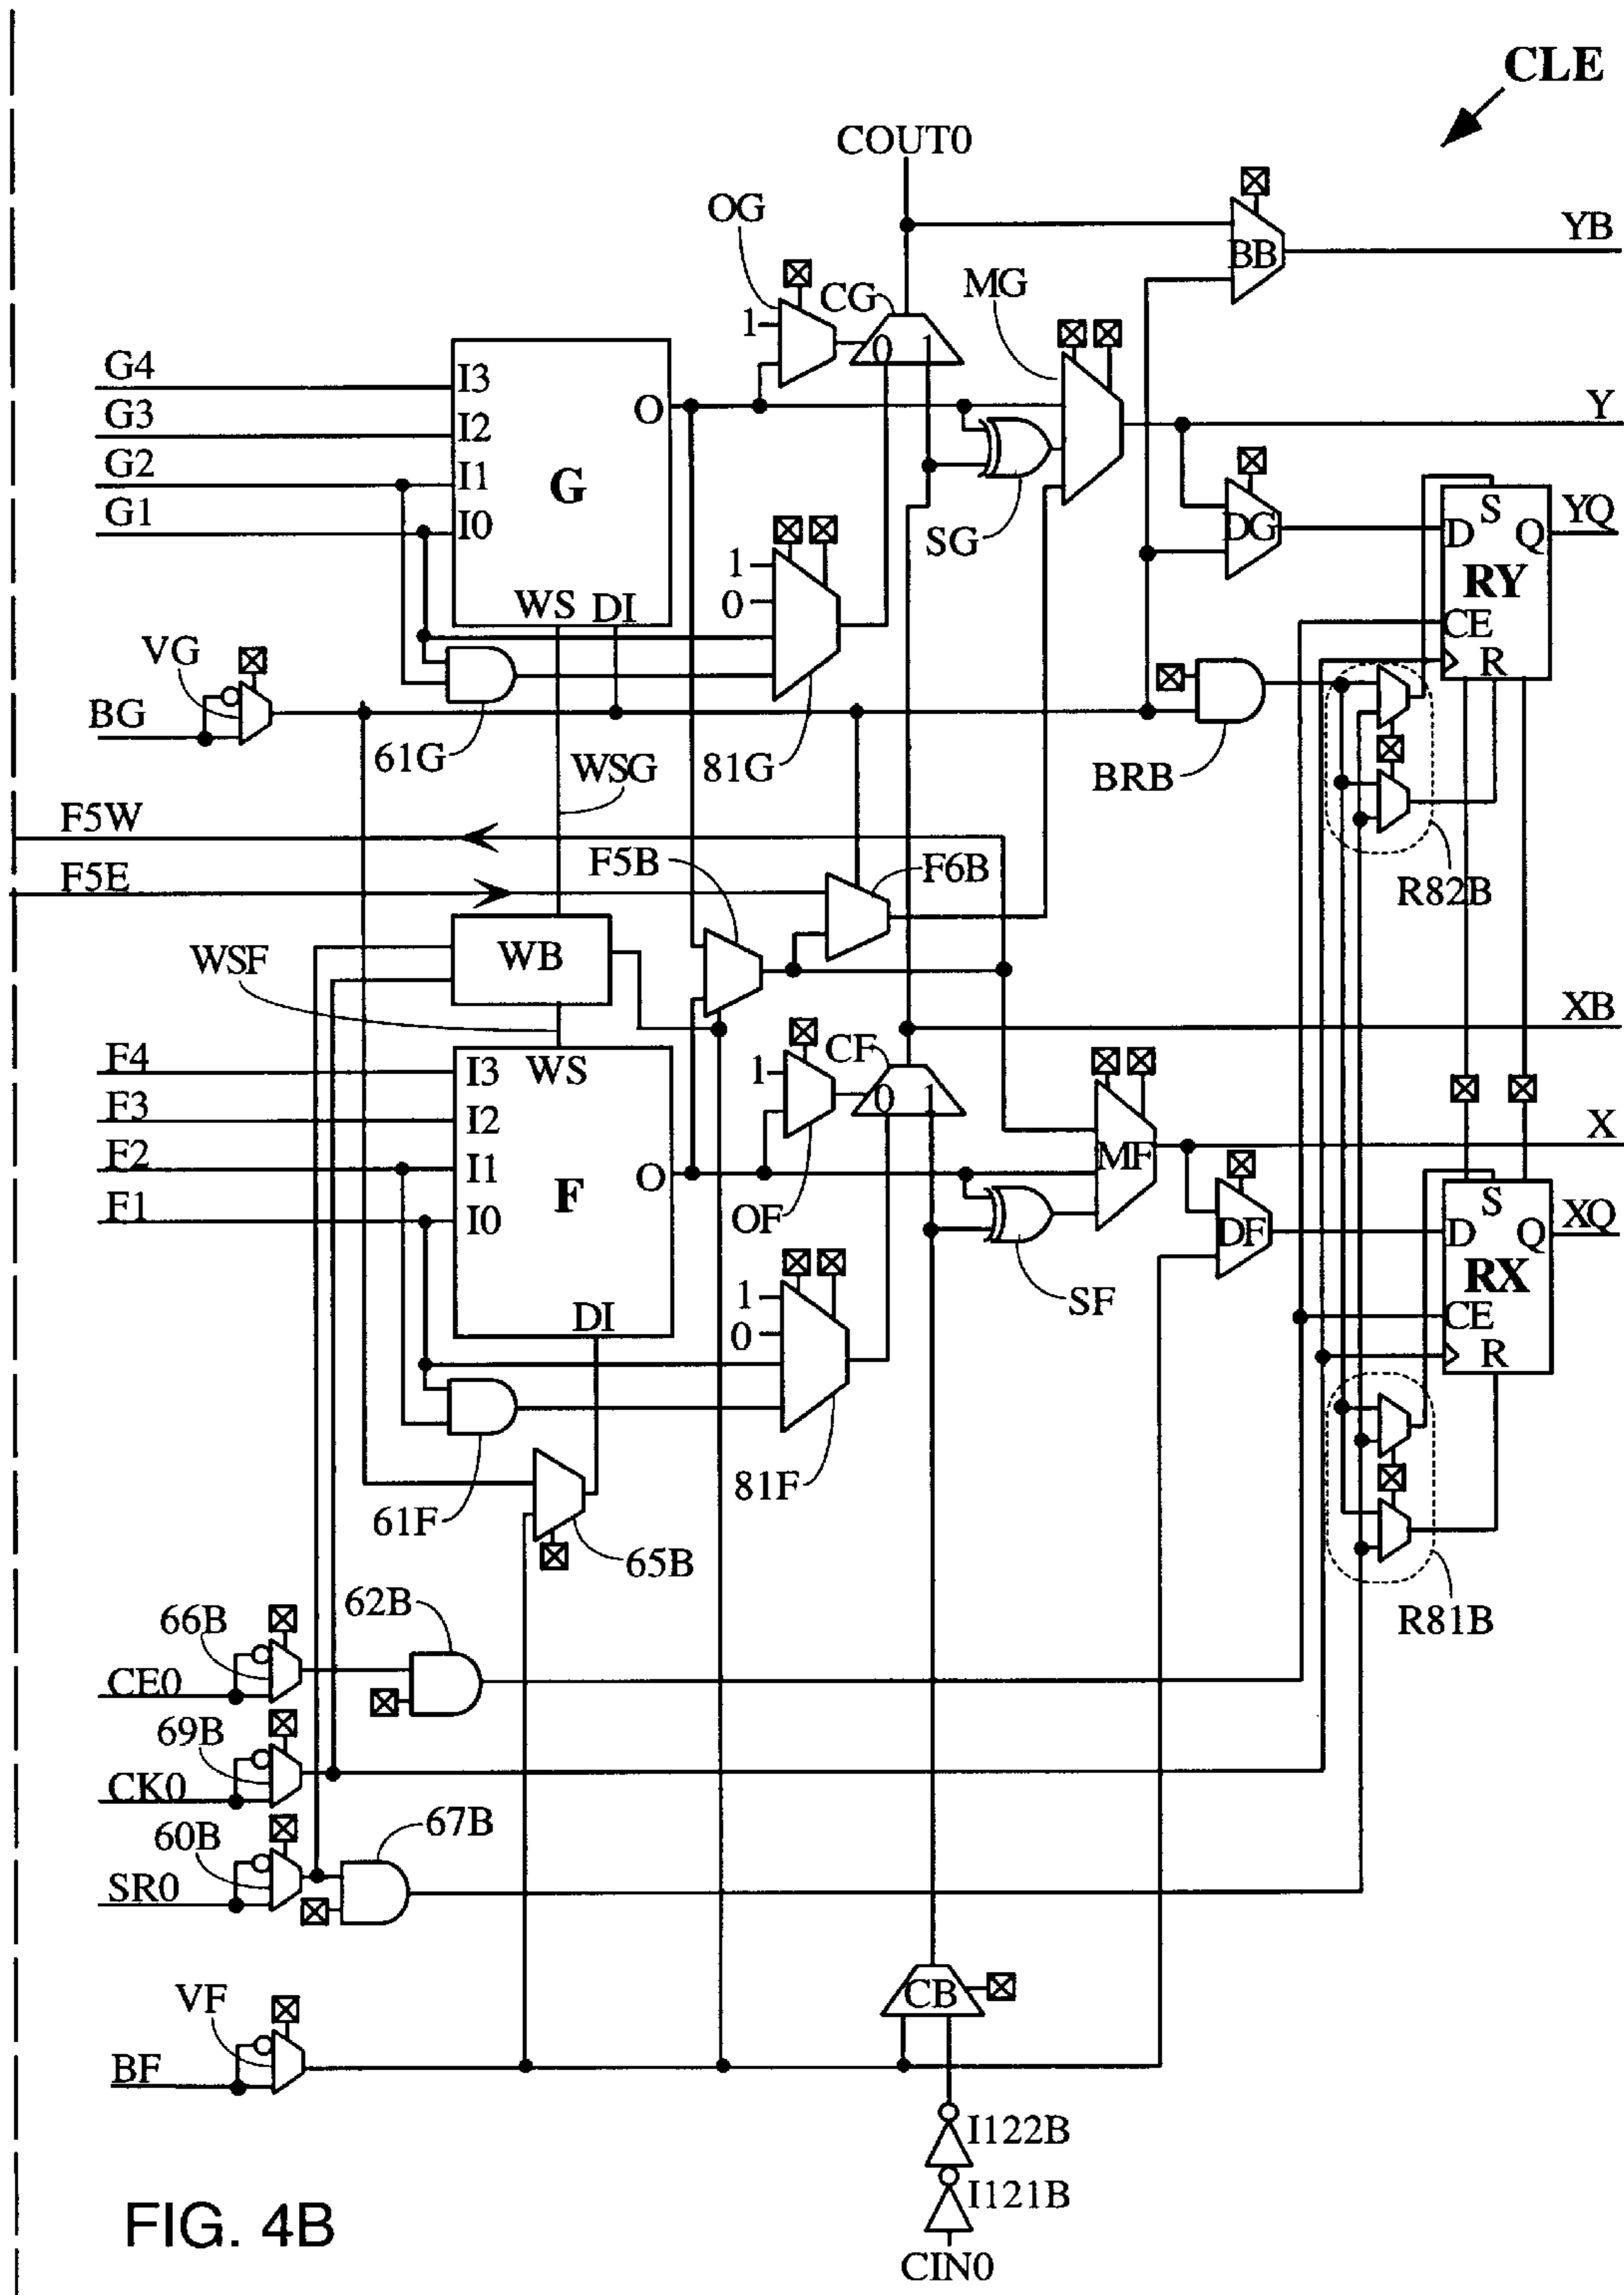 CLE
COUT0
OG
CG
MG
BB
YB
1
0 1
G4
G3
G2
G1
I3
I2
I1
I0
O
G
WS DI
Y
SG
DG
D
S
Q
RY
CE
R
YQ
1
0
VG
BG
61G
WSG
81G
BRB
R82B
F5W
F5E
F5B
F6B
WB
WSF
XB
F4
F3
F2
F1
I3
I2
I1
I0
WS
O
F
DI
1
CF
0 1
OF
MF
X
SF
DF
D
S
Q
RX
CE
R
XQ
1
0
61F
81F
65B
R81B
66B
62B
CE0
69B
CK0
60B
67B
SR0
VF
BF
CB
I122B
I121B
CIN0
FIG. 4B